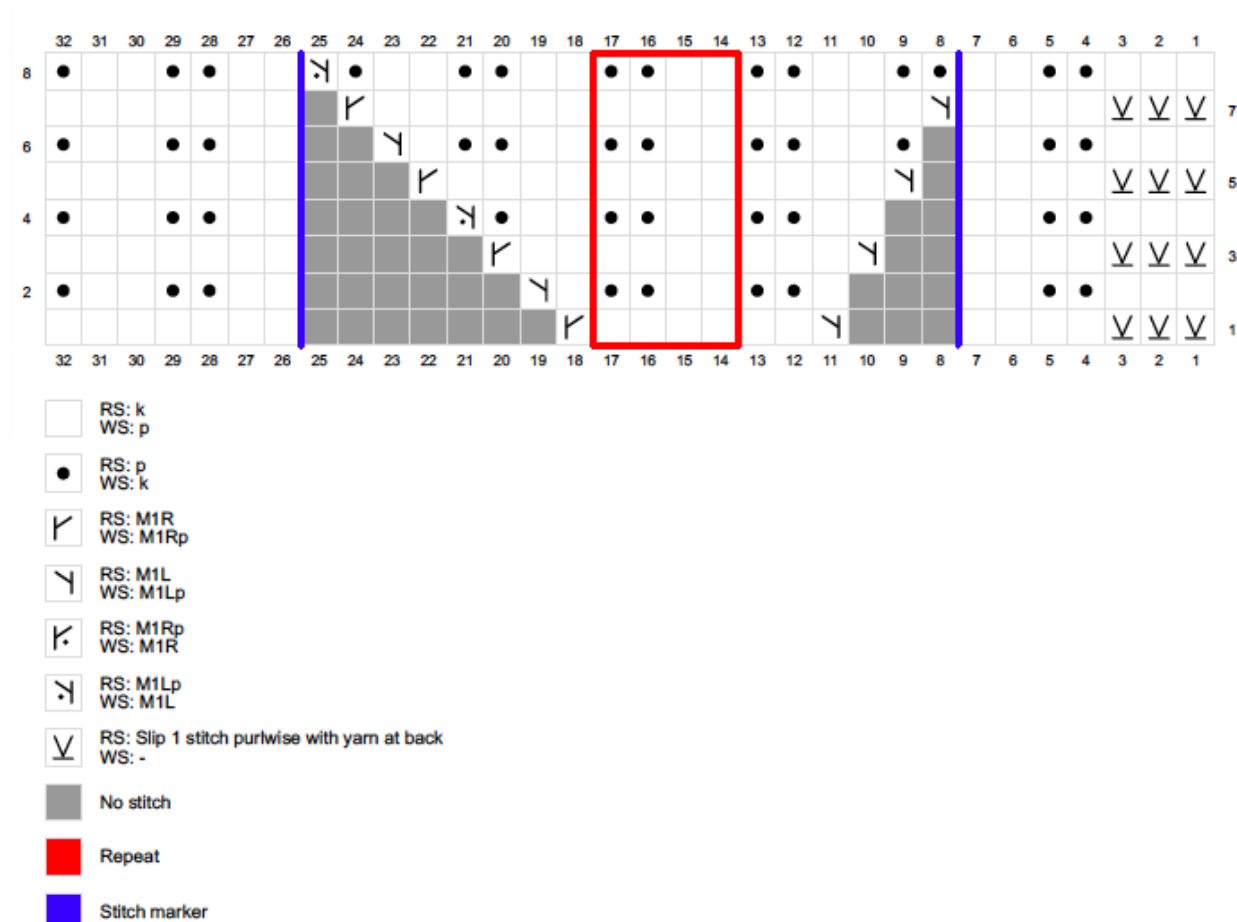 32 31 30 29 28 27 26 25 24 23 22 21 20 19 18 17 16 15 14 13 12 11 10 9 8 7 6 5 4 3 2 1
8
7
6
5
4
3
2
1
32 31 30 29 28 27 26 25 24 23 22 21 20 19 18 17 16 15 14 13 12 11 10 9 8 7 6 5 4 3 2 1
RS: k
WS: p
RS: p
WS: k
RS: M1R
WS: M1Rp
RS: M1L
WS: M1Lp
RS: M1Rp
WS: M1R
RS: M1Lp
WS: M1L
RS: Slip 1 stitch purlwise with yarn at back
WS: -
No stitch
Repeat
Stitch marker